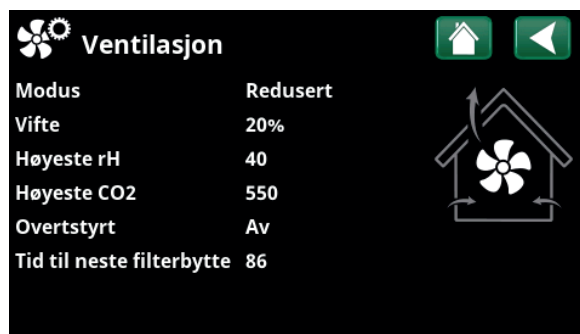 Ventilasjon
Modus Redusert
Vifte 20%
Høyeste rH 40
Høyeste CO2 550
Overtstyrt Av
Tid til neste filterbytte 86